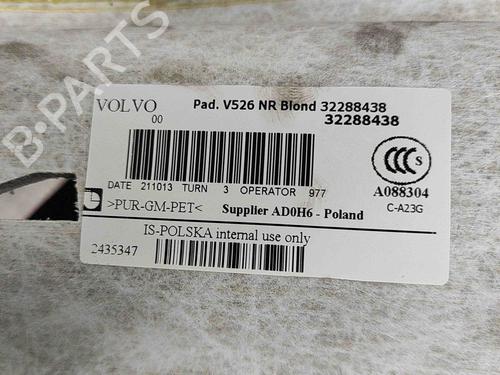 B-PARTS
VOLVO
00
Pad. V526 NR Blond 32288438
32288438
CCC S
A088304
C-A23G
DATE 211013 TURN 3 OPERATOR 977
>PUR-GM-PET< Supplier AD0H6 - Poland
IS-POLSKA internal use only
2435347